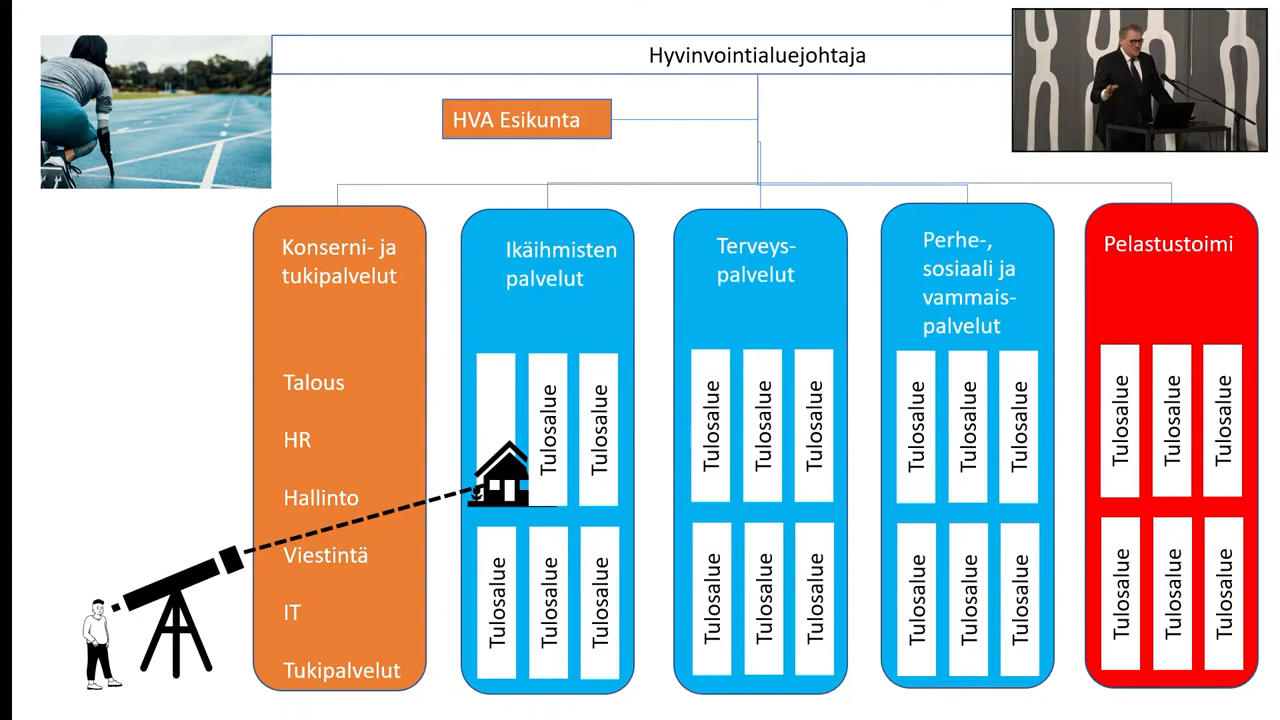 Hyvinvointialuejohtaja
HVA Esikunta
Konserni- ja
tukipalvelut
Talous
HR
Hallinto
Viestintä
IT
Tukipalvelut
Ikäihmisten
palvelut
Tulosalue
Tulosalue
Tulosalue
Tulosalue
Tulosalue
Terveys-
palvelut
Tulosalue
Tulosalue
Tulosalue
Tulosalue
Tulosalue
Tulosalue
Perhe-,
sosiaali ja
vammais-
palvelut
Tulosalue
Tulosalue
Tulosalue
Tulosalue
Tulosalue
Tulosalue
Pelastustoimi
Tulosalue
Tulosalue
Tulosalue
Tulosalue
Tulosalue
Tulosalue